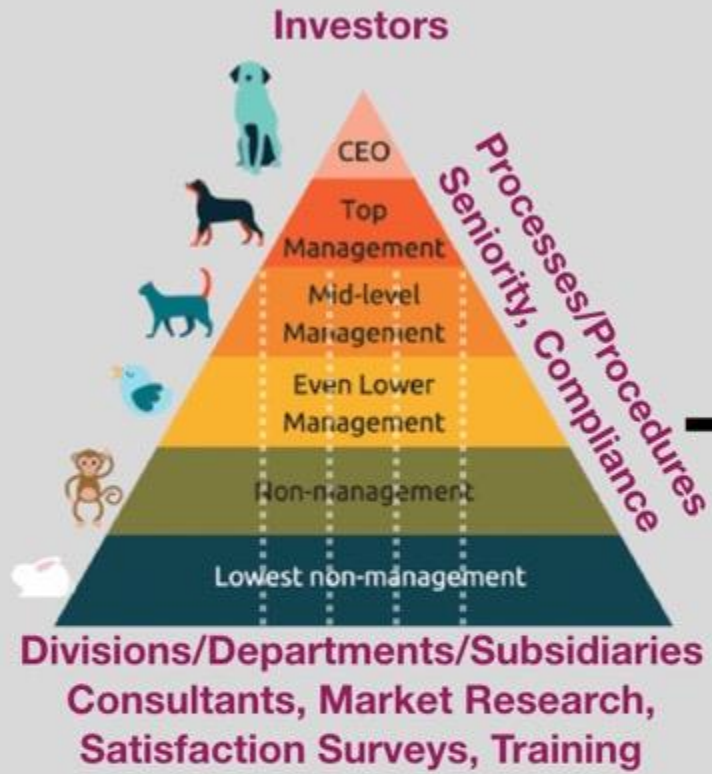 Investors
CEO
Top
Management
Mid-level
Management
Even Lower
Management
Non-management
Lowest non-management
Processes/Procedures
Seniority, Compliance
Divisions/Departments/Subsidiaries
Consultants, Market Research,
Satisfaction Surveys, Training